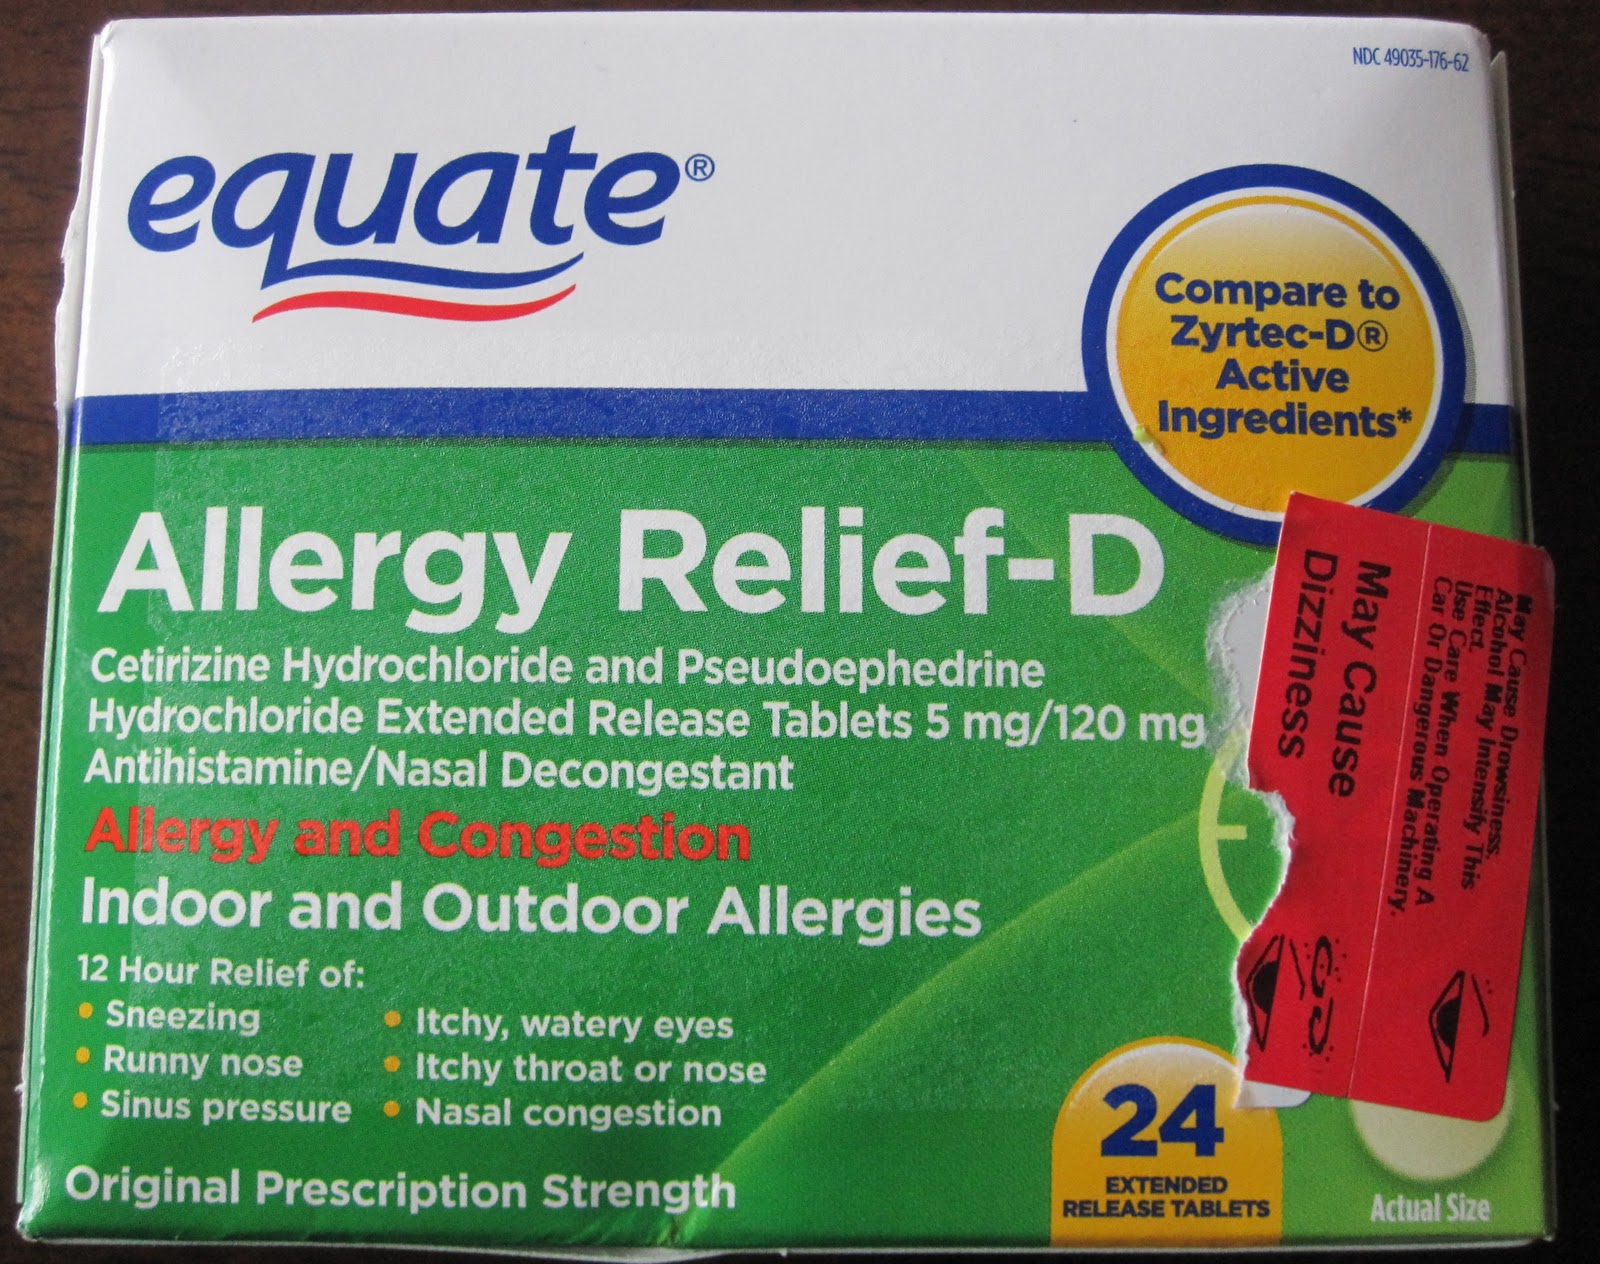 NDC 49035-176-62
equate®
Compare to
Zyrtec-D®
Active
Ingredients*
Allergy Relief-D
Cetirizine Hydrochloride and Pseudoephedrine
Hydrochloride Extended Release Tablets 5 mg/120 mg
Antihistamine/Nasal Decongestant
Allergy and Congestion
Indoor and Outdoor Allergies
12 Hour Relief of:
• Sneezing
• Runny nose
• Sinus pressure
• Itchy, watery eyes
• Itchy throat or nose
• Nasal congestion
Original Prescription Strength
24
EXTENDED
RELEASE TABLETS
Actual Size
May Cause Drowsiness.
Alcohol May Intensify This
Effect.
Use Care When Operating A
Car Or Dangerous Machinery.
May Cause
Dizziness